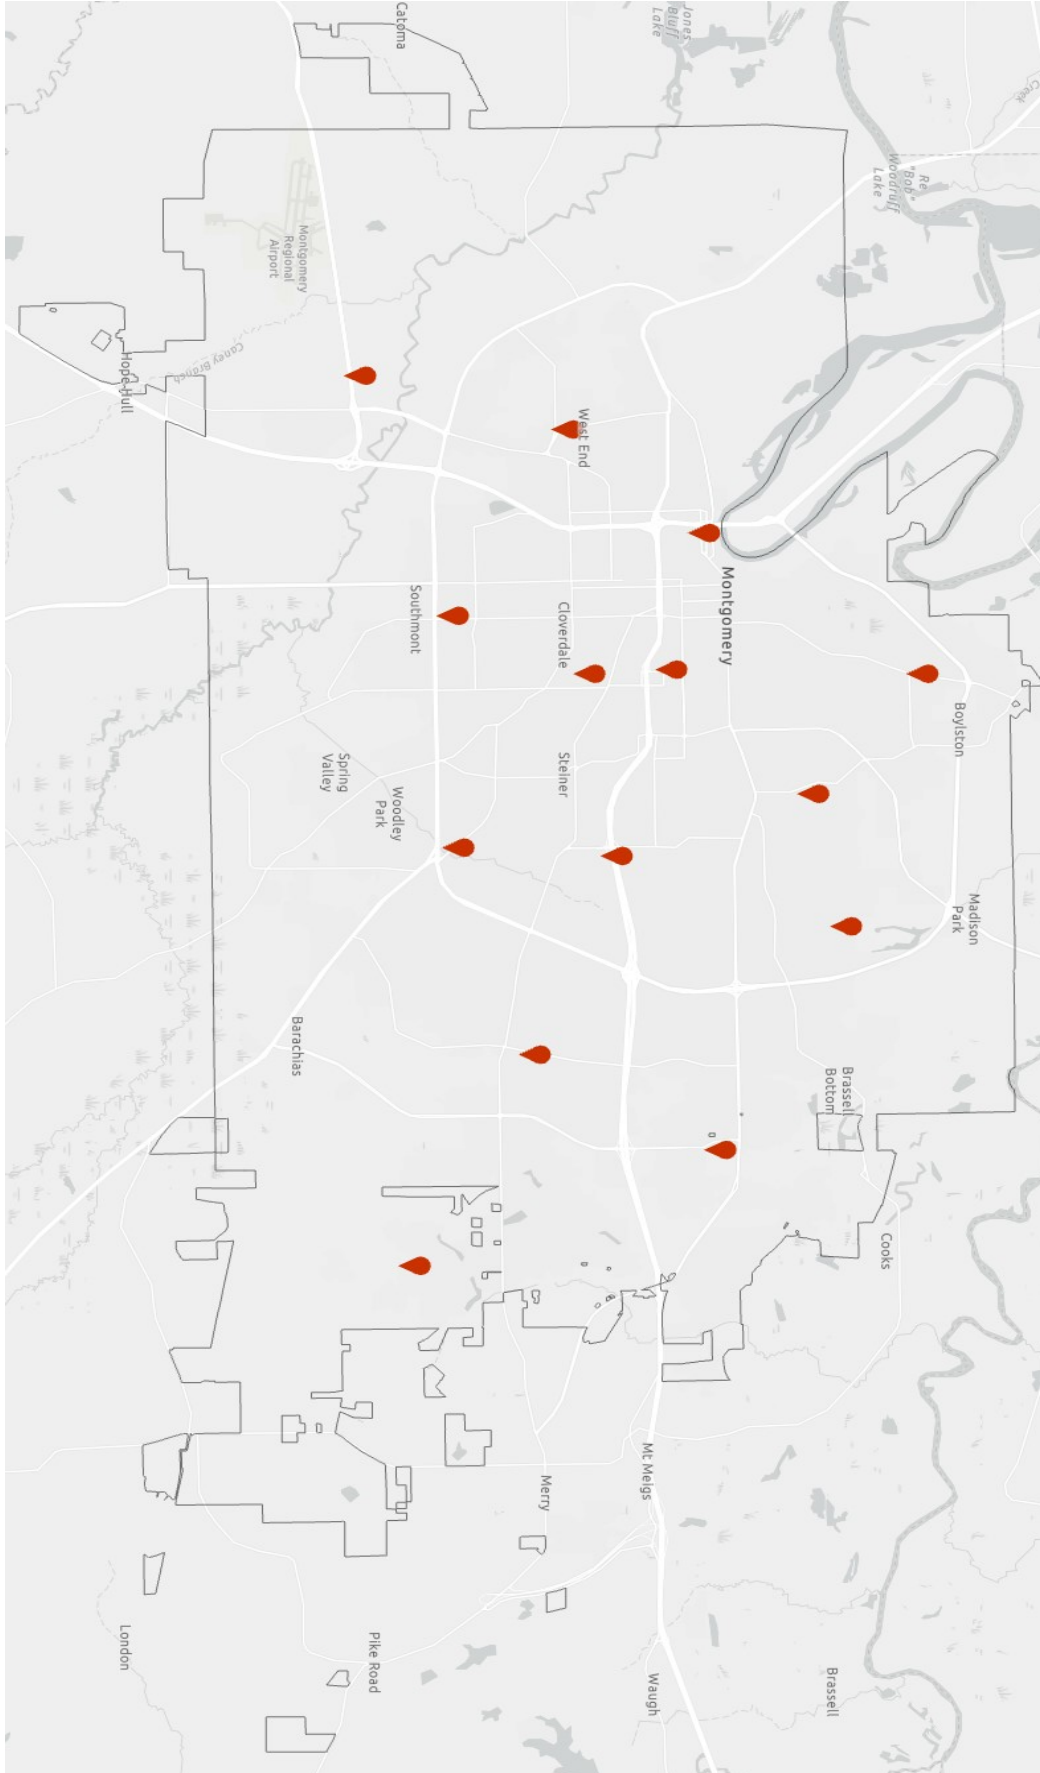 Catoma
Jones
Bluff
Lake
Creek
Re
"Bob"
Woodruff
Lake
Montgomery
Regional
Airport
Caney Branch
Hope Hull
West End
Montgomery
Southmont
Cloverdale
Boylston
Steiner
Spring
Valley
Woodley
Park
Madison
Park
Barachias
Brassell
Bottom
Cooks
Mt Meigs
Merry
London
Pike Road
Waugh
Brassell